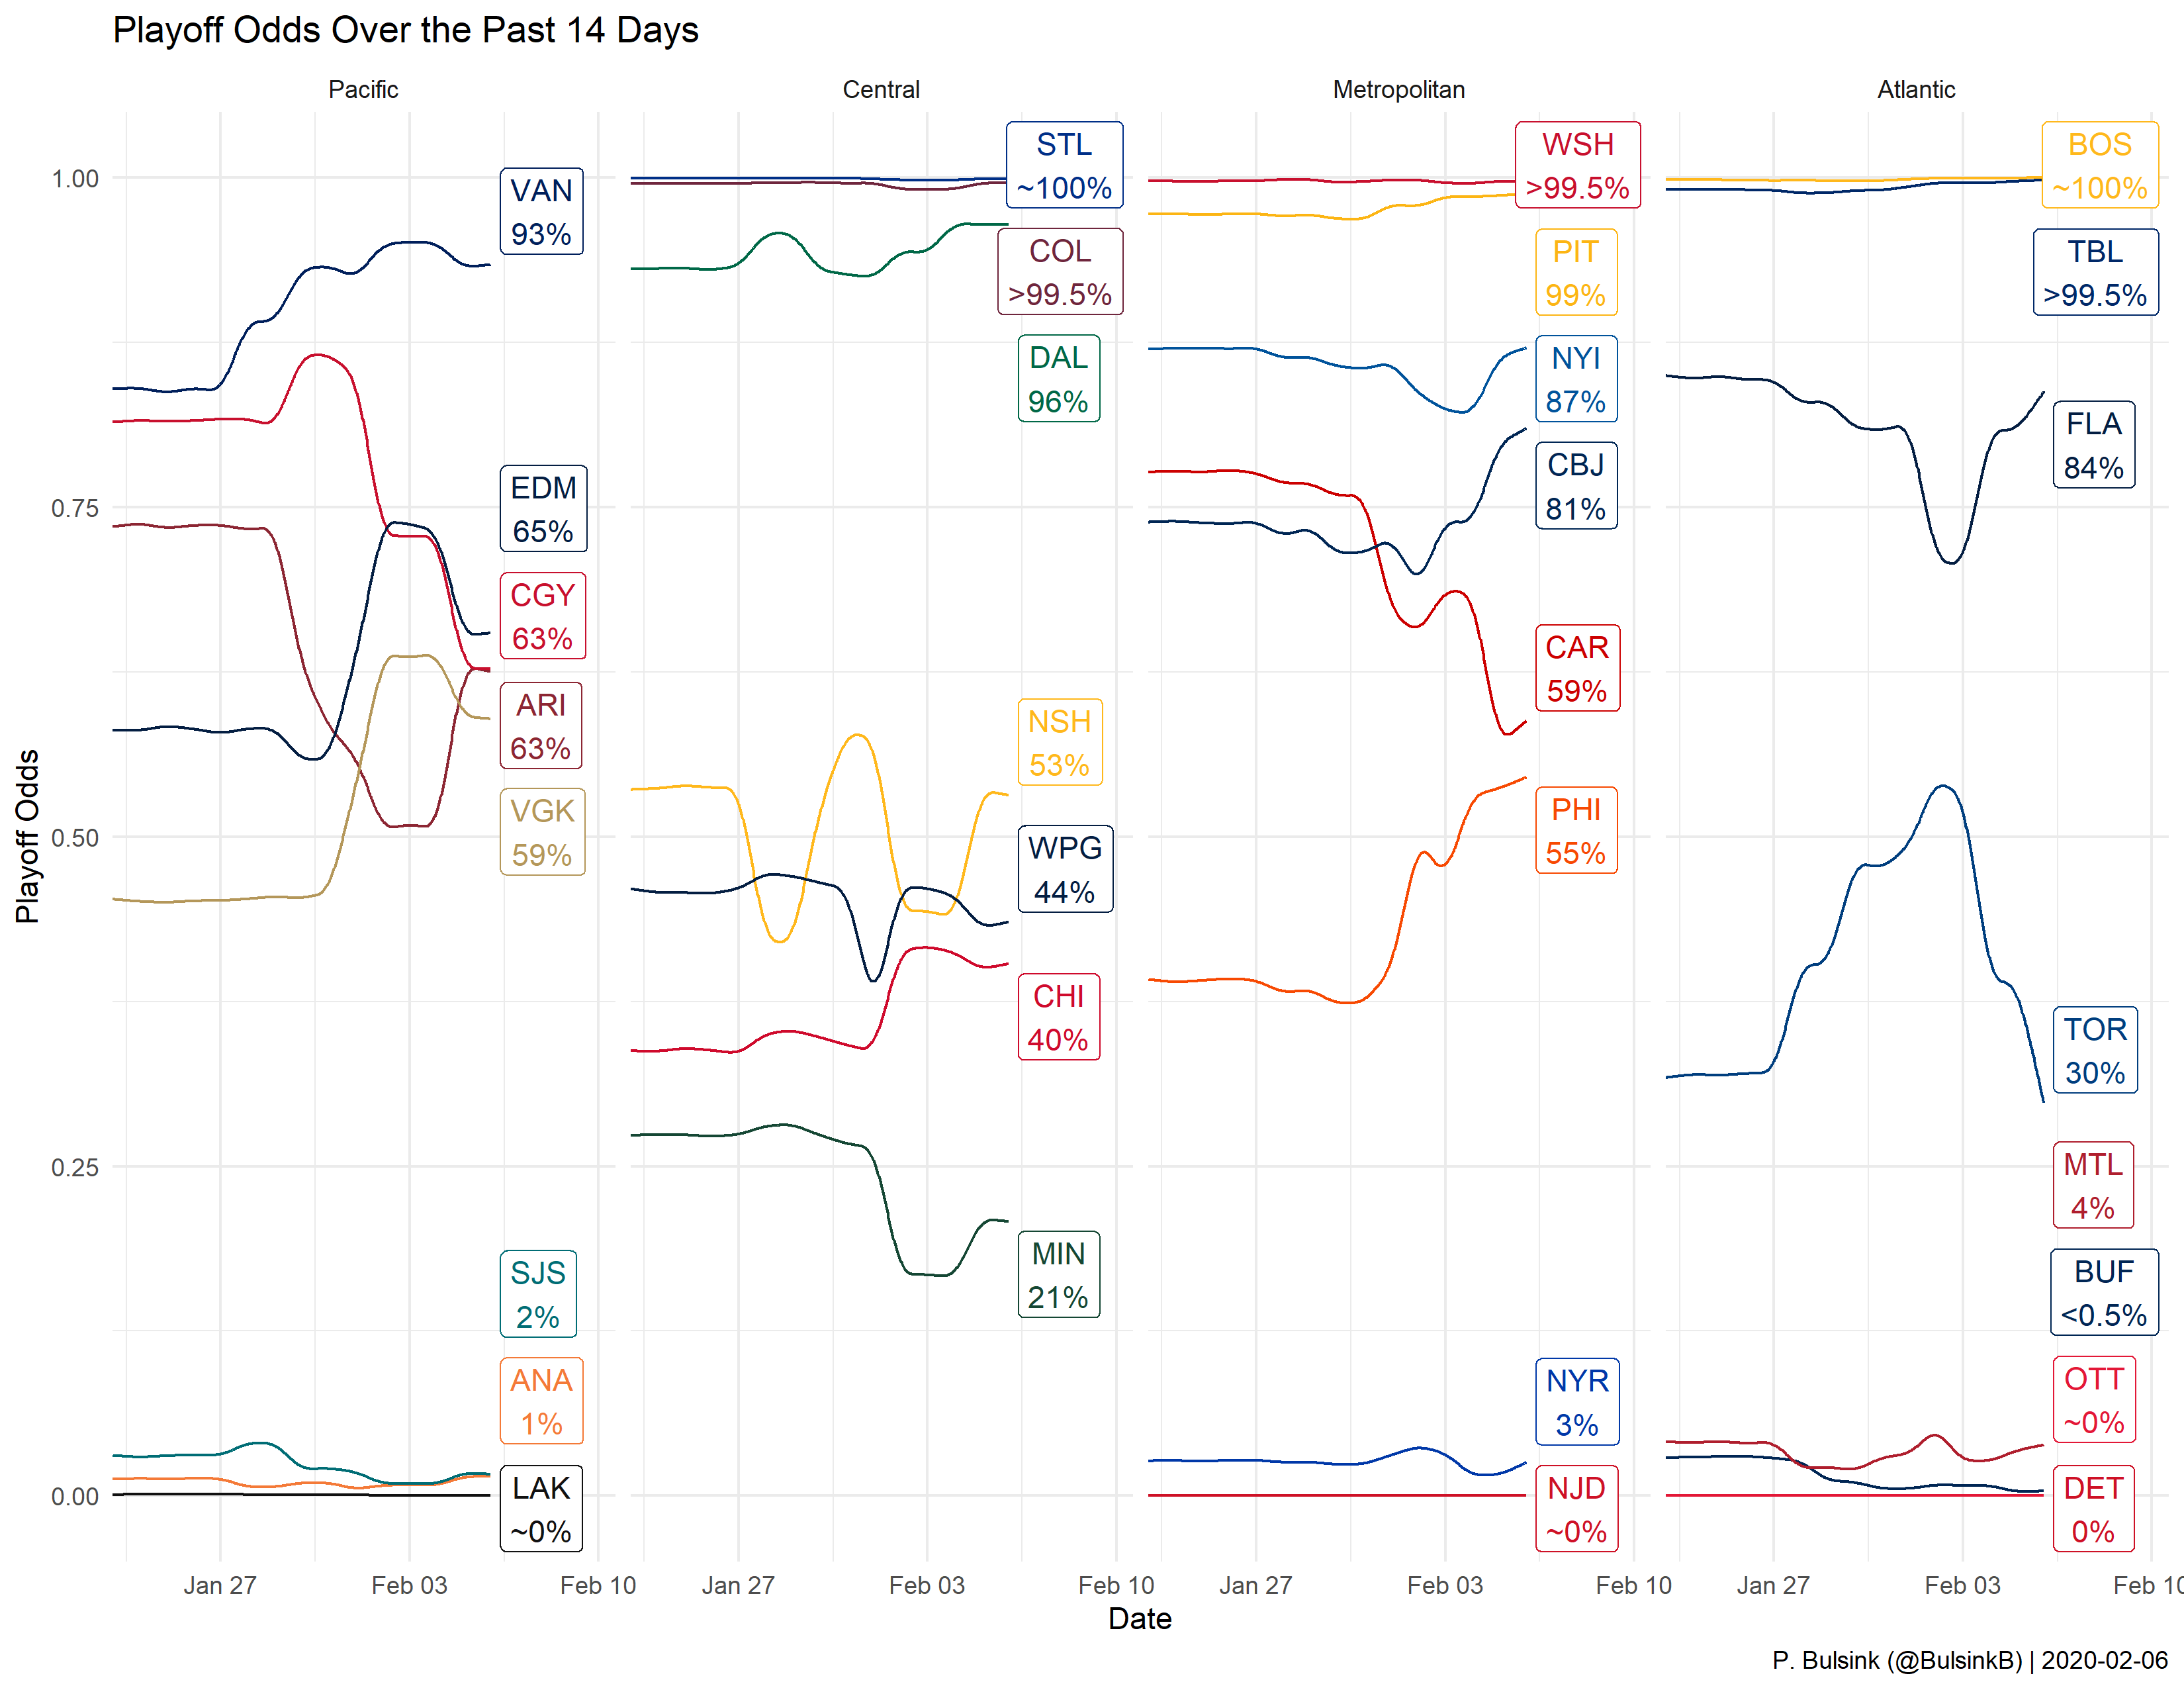 Playoff Odds Over the Past 14 Days
Pacific
Central
Metropolitan
Atlantic
1.00
0.75
0.50
0.25
0.00
Playoff Odds
VAN
93%
EDM
65%
CGY
63%
ARI
63%
VGK
59%
SJS
2%
ANA
1%
LAK
~0%
STL
~100%
COL
>99.5%
DAL
96%
NSH
53%
WPG
44%
CHI
40%
MIN
21%
WSH
>99.5%
PIT
99%
NYI
87%
CBJ
81%
CAR
59%
PHI
55%
NYR
3%
NJD
~0%
BOS
~100%
TBL
>99.5%
FLA
84%
TOR
30%
MTL
4%
BUF
<0.5%
OTT
~0%
DET
0%
Jan 27 Feb 03 Feb 10 Jan 27 Feb 03 Feb 10 Jan 27 Feb 03 Feb 10 Jan 27 Feb 03 Feb 10
Date
P. Bulsink (@BulsinkB) | 2020-02-06